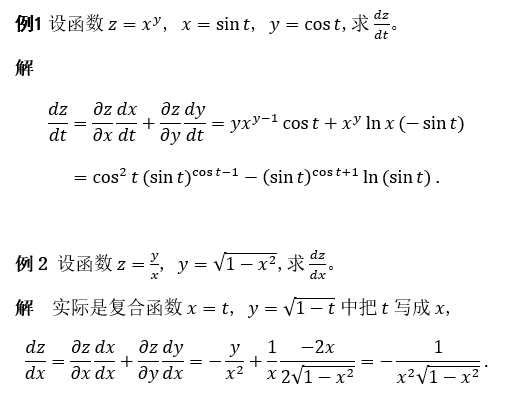 例1 设函数 z = x^y, x = sin t, y = cos t, 求 dz/dt。
解
dz/dt = ∂z/∂x dx/dt + ∂z/∂y dy/dt = yx^(y−1) cos t + x^y ln x (− sin t)
= cos² t (sin t)^(cos t−1) − (sin t)^(cos t+1) ln (sin t) .
例 2 设函数 z = y/x, y = √(1 − x²), 求 dz/dx。
解 实际是复合函数 x = t, y = √(1 − t) 中把 t 写成 x,
dz/dx = ∂z/∂x dx/dx + ∂z/∂y dy/dx = − y/x² + 1/x −2x/(2√(1 − x²)) = − 1/(x²√(1 − x²)) .